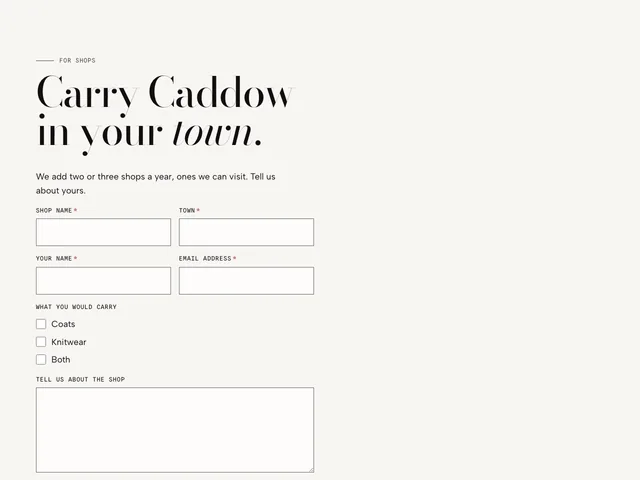 FOR SHOPS
Carry Caddow
in your town.
We add two or three shops a year, ones we can visit. Tell us
about yours.
SHOP NAME*
TOWN*
YOUR NAME*
EMAIL ADDRESS*
WHAT YOU WOULD CARRY
Coats
Knitwear
Both
TELL US ABOUT THE SHOP